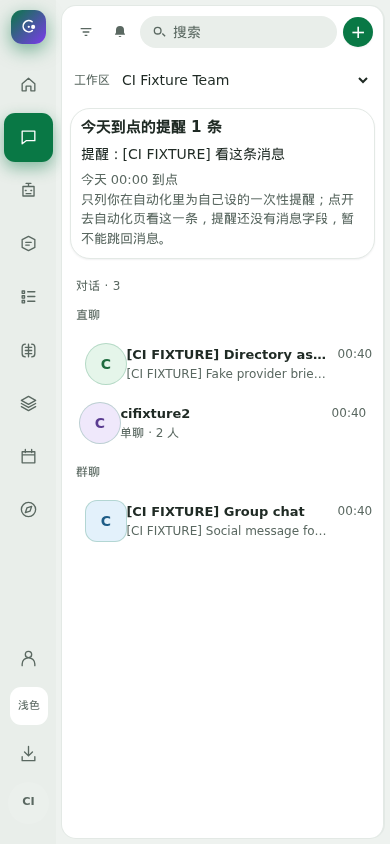 搜索
工作区 CI Fixture Team
今天到点的提醒 1 条
提醒：[CI FIXTURE] 看这条消息
今天 00:00 到点
只列你在自动化里为自己设的一次性提醒；点开
去自动化页看这一条，提醒还没有消息字段，暂
不能跳回消息。
对话 · 3
直聊
C
[CI FIXTURE] Directory as… 00:40
[CI FIXTURE] Fake provider brie…
C
cifixture2 00:40
单聊 · 2 人
群聊
C
[CI FIXTURE] Group chat 00:40
[CI FIXTURE] Social message fo…
浅色
CI